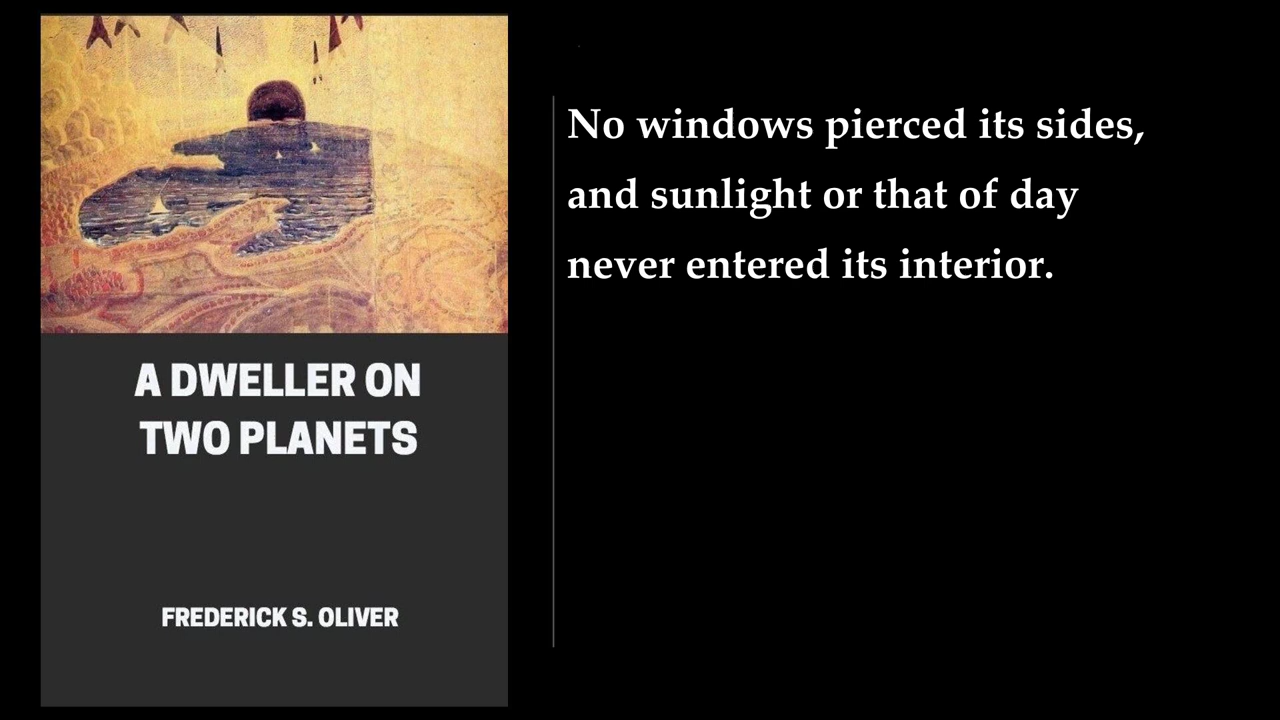 A DWELLER ON
TWO PLANETS
FREDERICK S. OLIVER
No windows pierced its sides,
and sunlight or that of day
never entered its interior.